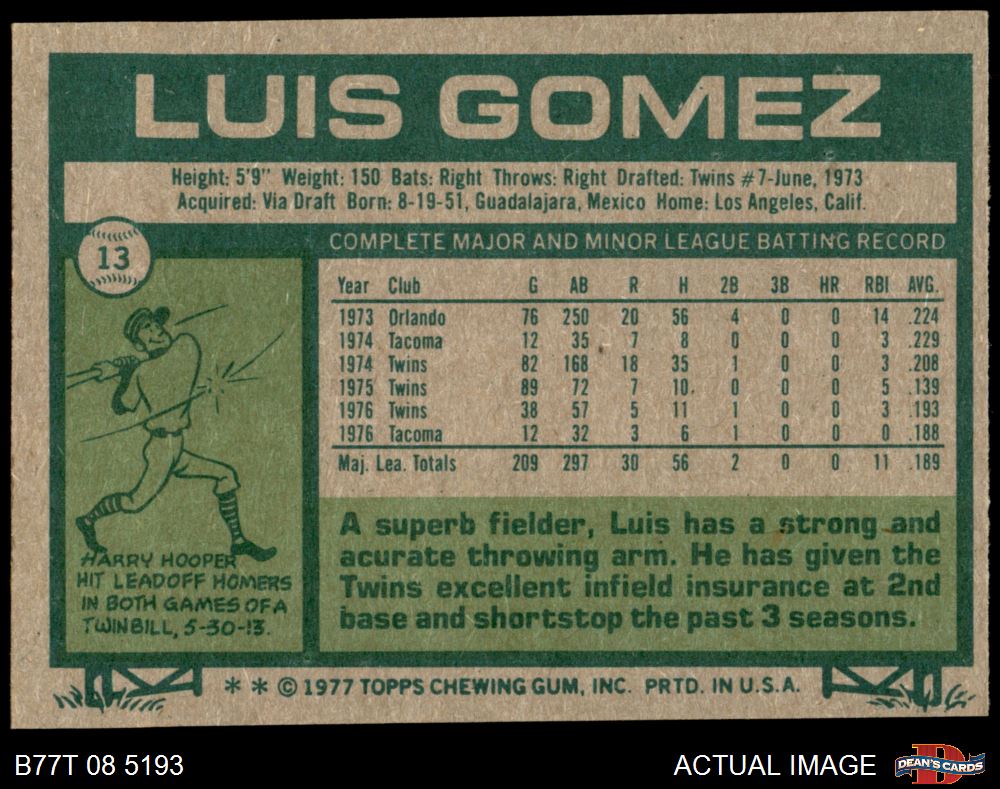 LUIS GOMEZ
Height: 5'9" Weight: 150 Bats: Right Throws: Right Drafted: Twins #7-June, 1973
Acquired: Via Draft Born: 8-19-51, Guadalajara, Mexico Home: Los Angeles, Calif.
13
COMPLETE MAJOR AND MINOR LEAGUE BATTING RECORD
Year Club G AB R H 2B 3B HR RBI AVG.
1973 Orlando 76 250 20 56 4 0 0 14 .224
1974 Tacoma 12 35 7 8 0 0 0 3 .229
1974 Twins 82 168 18 35 1 0 0 3 .208
1975 Twins 89 72 7 10 0 0 0 5 .139
1976 Twins 38 57 5 11 1 0 0 3 .193
1976 Tacoma 12 32 3 6 1 0 0 0 .188
Maj. Lea. Totals 209 297 30 56 2 0 0 11 .189
HARRY HOOPER
HIT LEADOFF HOMERS
IN BOTH GAMES OF A
TWINBILL, 5-30-13.
A superb fielder, Luis has a strong and
acurate throwing arm. He has given the
Twins excellent infield insurance at 2nd
base and shortstop the past 3 seasons.
* * © 1977 TOPPS CHEWING GUM, INC. PRTD. IN U.S.A.
B77T 08 5193
ACTUAL IMAGE
D
DEAN'S CARDS